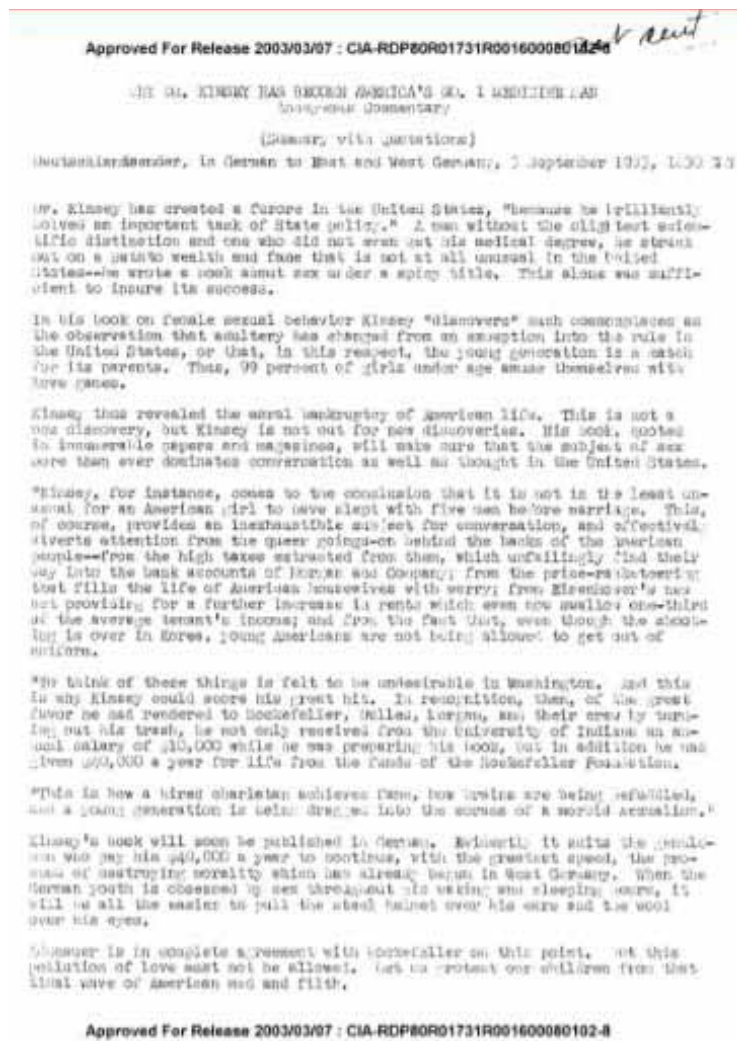 not sent
Approved For Release 2003/03/07 : CIA-RDP80R01731R001600080102-8
DR. KINSEY HAS BECOME AMERICA'S NO. 1 MEDICINE MAN
Anonymous Commentary
(Summary with quotations)
Deutschlandsender, in German to East and West Germany, 3 September 1953, 1830
Dr. Kinsey has created a furore in the United States, "because he brilliantly
solved an important task of State policy." A man without the slightest scien-
tific distinction and one who did not even get his medical degree, he struck
out on a path to wealth and fame that is not at all unusual in the United
States--he wrote a book about sex under a spicy title. This alone was suffi-
cient to insure its success.
In his book on female sexual behavior Kinsey "discovers" such commonplaces as
the observation that adultery has changed from an exception into the rule in
the United States, or that, in this respect, the young generation is a match
for its parents. Thus, 99 percent of girls under age amuse themselves with
love games.
Kinsey thus revealed the moral bankruptcy of American life. This is not a
new discovery, but Kinsey is not out for new discoveries. His book, quoted
in innumerable papers and magazines, will make sure that the subject of sex
more than ever dominates conversation as well as thought in the United States.
"Kinsey, for instance, comes to the conclusion that it is not in the least un-
usual for an American girl to have slept with five men before marriage. This,
of course, provides an inexhaustible subject for conversation, and effectively
diverts attention from the queer goings-on behind the backs of the American
people--from the high taxes extracted from them, which unfailingly find their
way into the bank accounts of Morgan and Company; from the price-racketeering
that fills the life of American housewives with worry; from Eisenhower's new
act providing for a further increase in rents which even now swallow one-third
of the average tenant's income; and from the fact that, even though the shoot-
ing is over in Korea, young Americans are not being allowed to get out of
uniform.
"To think of these things is felt to be undesirable in Washington. And this
is why Kinsey could score his great hit. In recognition, then, of the great
favor he had rendered to Rockefeller, Dulles, Morgan, and their crew by turn-
ing out his trash, he not only received from the University of Indiana an an-
nual salary of $10,000 while he was preparing his book, but in addition he was
given $40,000 a year for life from the funds of the Rockefeller Foundation.
"This is how a hired charlatan achieves fame, how brains are being befuddled,
and a young generation is being dragged into the morass of a morbid sexualism."
Kinsey's book will soon be published in German. Evidently it suits the gentle-
men who pay him $40,000 a year to continue, with the greatest speed, the pro-
cess of destroying morality which has already begun in West Germany. When the
German youth is obsessed by sex throughout his waking and sleeping hours, it
will be all the easier to pull the steel helmet over his ears and the wool
over his eyes.
Adenauer is in complete agreement with Rockefeller on this point. But this
pollution of love must not be allowed. Let us protect our children from that
tidal wave of American mud and filth.
Approved For Release 2003/03/07 : CIA-RDP80R01731R001600080102-8